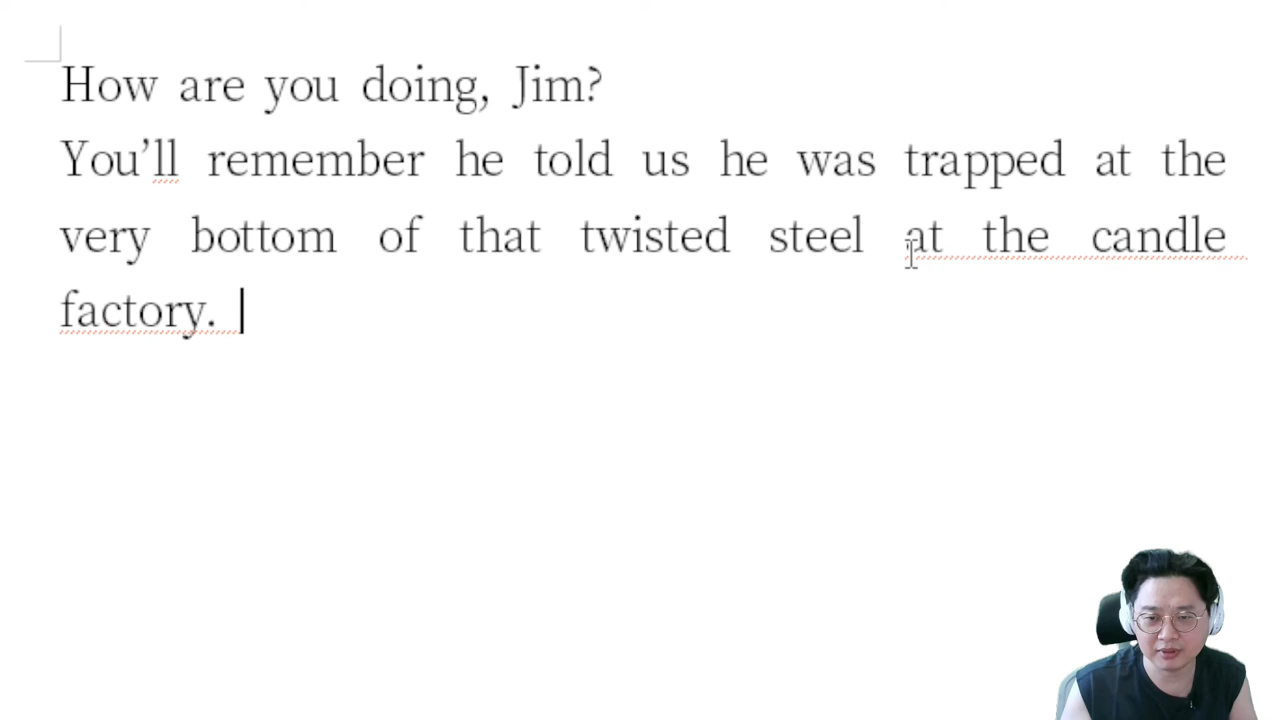 How are you doing, Jim?
You’ll remember he told us he was trapped at the
very bottom of that twisted steel at the candle
factory.